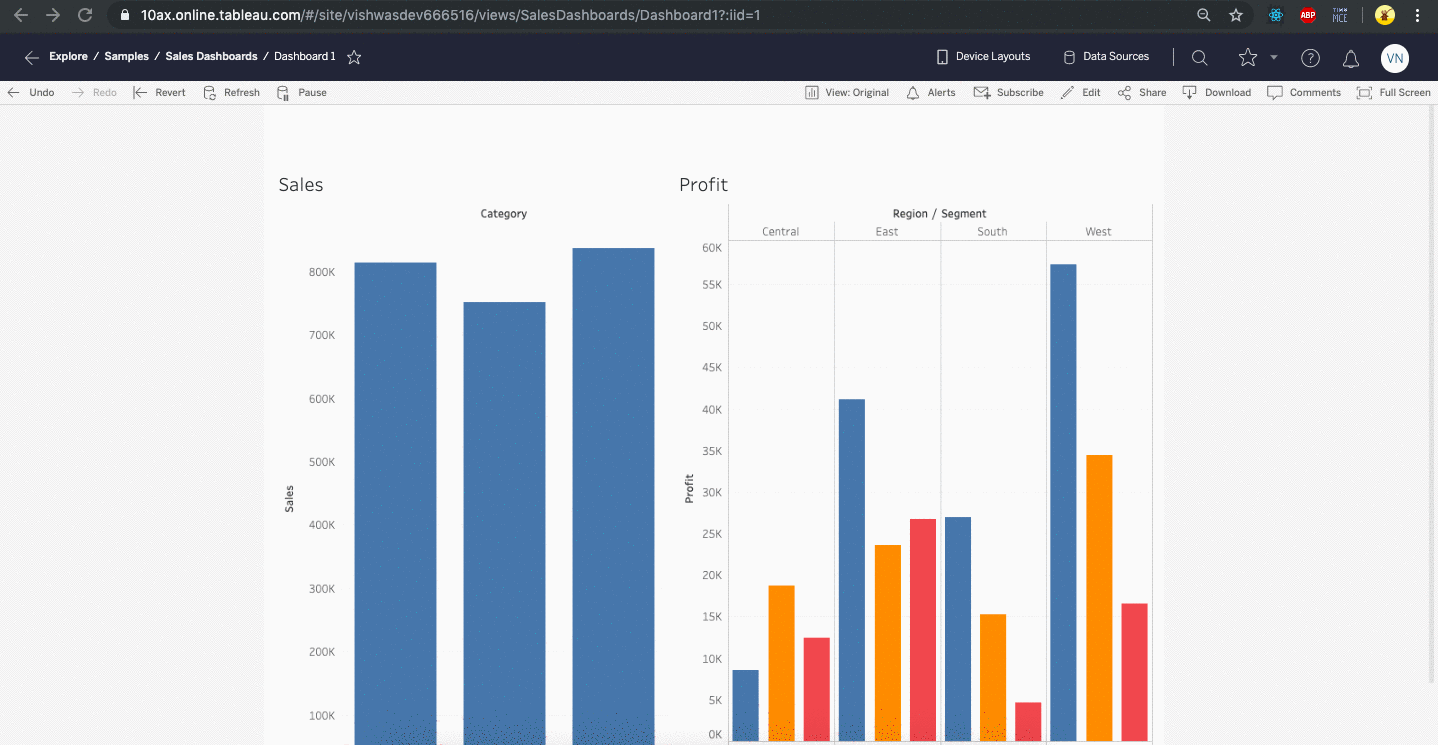 10ax.online.tableau.com/#/site/vishwasdev666516/views/SalesDashboards/Dashboard1?:iid=1
ABP
TIME
MCE
Explore / Samples / Sales Dashboards / Dashboard 1
Device Layouts
Data Sources
?
VN
Undo
Redo
Revert
Refresh
Pause
View: Original
Alerts
Subscribe
Edit
Share
Download
Comments
Full Screen
Sales
Category
800K
700K
600K
500K
400K
300K
200K
100K
Sales
Profit
Region / Segment
Central
East
South
West
60K
55K
50K
45K
40K
35K
30K
25K
20K
15K
10K
5K
0K
Profit